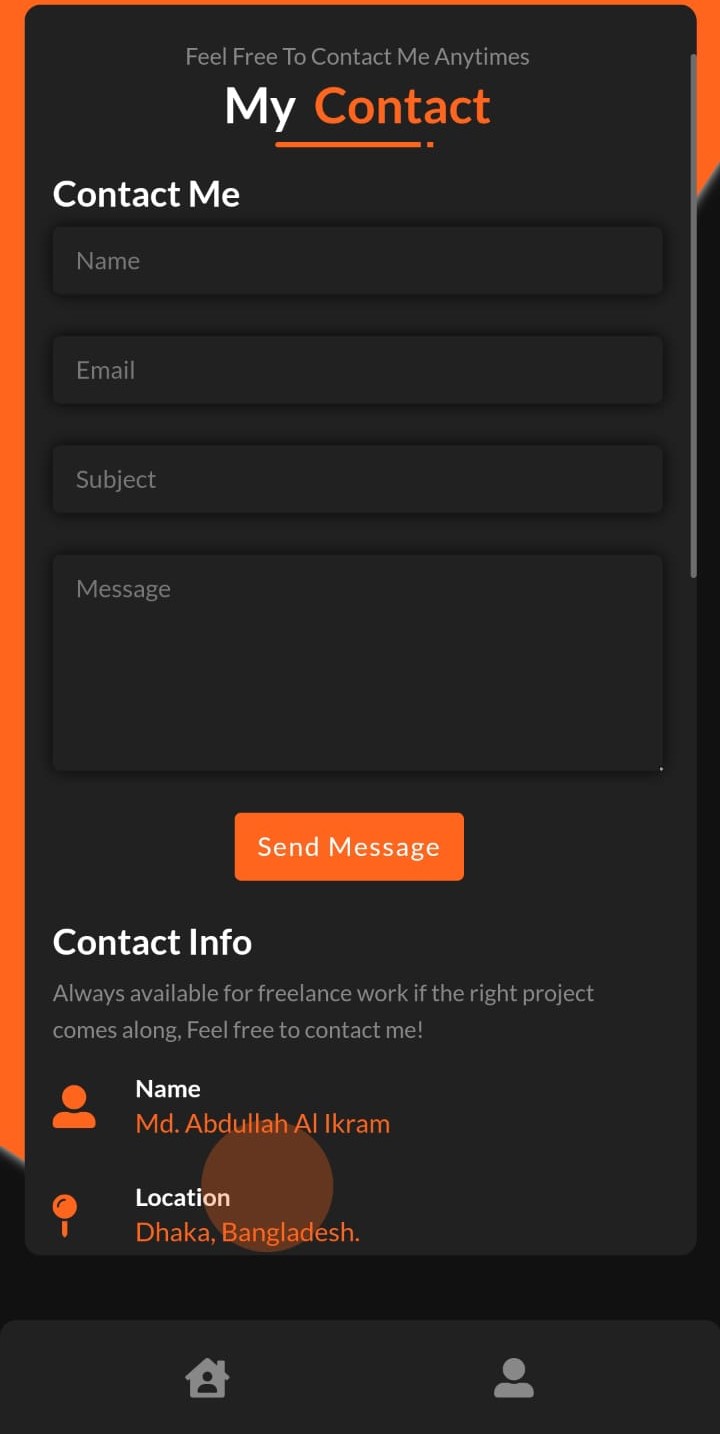 Feel Free To Contact Me Anytimes
My Contact
Contact Me
Name
Email
Subject
Message
Send Message
Contact Info
Always available for freelance work if the right project
comes along, Feel free to contact me!
Name
Md. Abdullah Al Ikram
Location
Dhaka, Bangladesh.